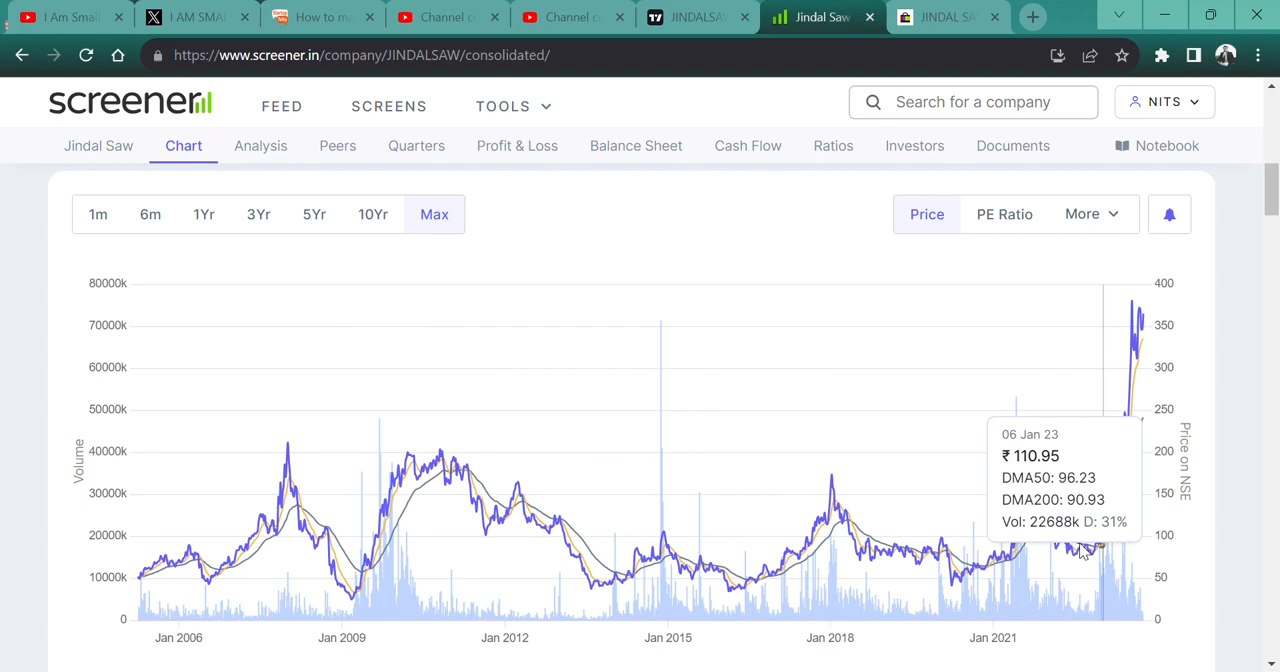 I Am Small
I AM SMAL
How to ma
Channel co
Channel co
JINDALSAW
Jindal Saw
JINDAL SA
https://www.screener.in/company/JINDALSAW/consolidated/
screener
FEED
SCREENS
TOOLS
Search for a company
NITS
Jindal Saw
Chart
Analysis
Peers
Quarters
Profit & Loss
Balance Sheet
Cash Flow
Ratios
Investors
Documents
Notebook
1m
6m
1Yr
3Yr
5Yr
10Yr
Max
Price
PE Ratio
More
80000k
70000k
60000k
50000k
40000k
30000k
20000k
10000k
0
Volume
400
350
300
250
200
150
100
50
0
Price on NSE
06 Jan 23
₹ 110.95
DMA50: 96.23
DMA200: 90.93
Vol: 22688k D: 31%
Jan 2006
Jan 2009
Jan 2012
Jan 2015
Jan 2018
Jan 2021